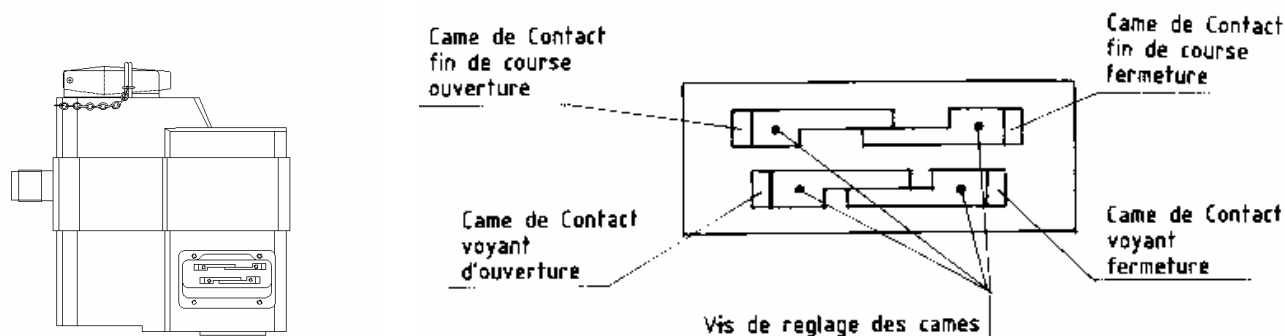 Came de Contact
fin de course
ouverture
Came de Contact
fin de course
fermeture
Came de Contact
voyant
d'ouverture
Came de Contact
voyant
fermeture
Vis de reglage des cames